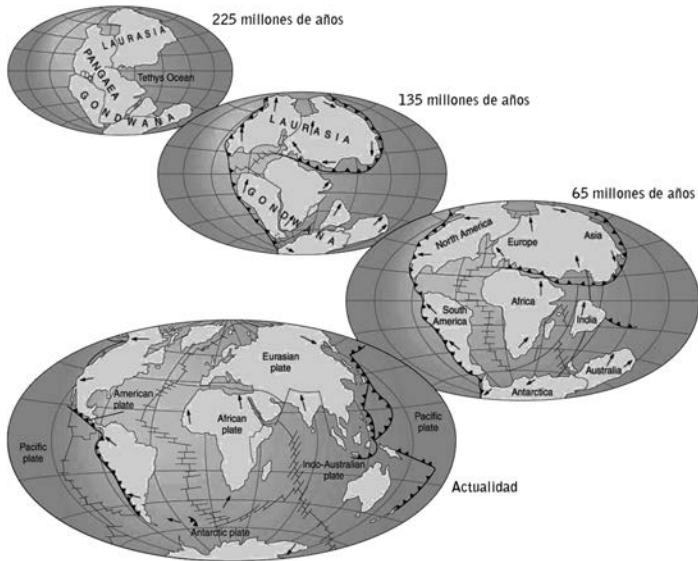 225 millones de años
LAURASIA
PANGAEA
Tethys Ocean
GONDWANA
135 millones de años
LAURASIA
GONDWANA
65 millones de años
North America
Europe
Asia
Africa
South
America
India
Australia
Antarctica
Eurasian
plate
American
plate
African
plate
Pacific
plate
Pacific
plate
Indo-Australian
plate
Antarctic plate
Actualidad